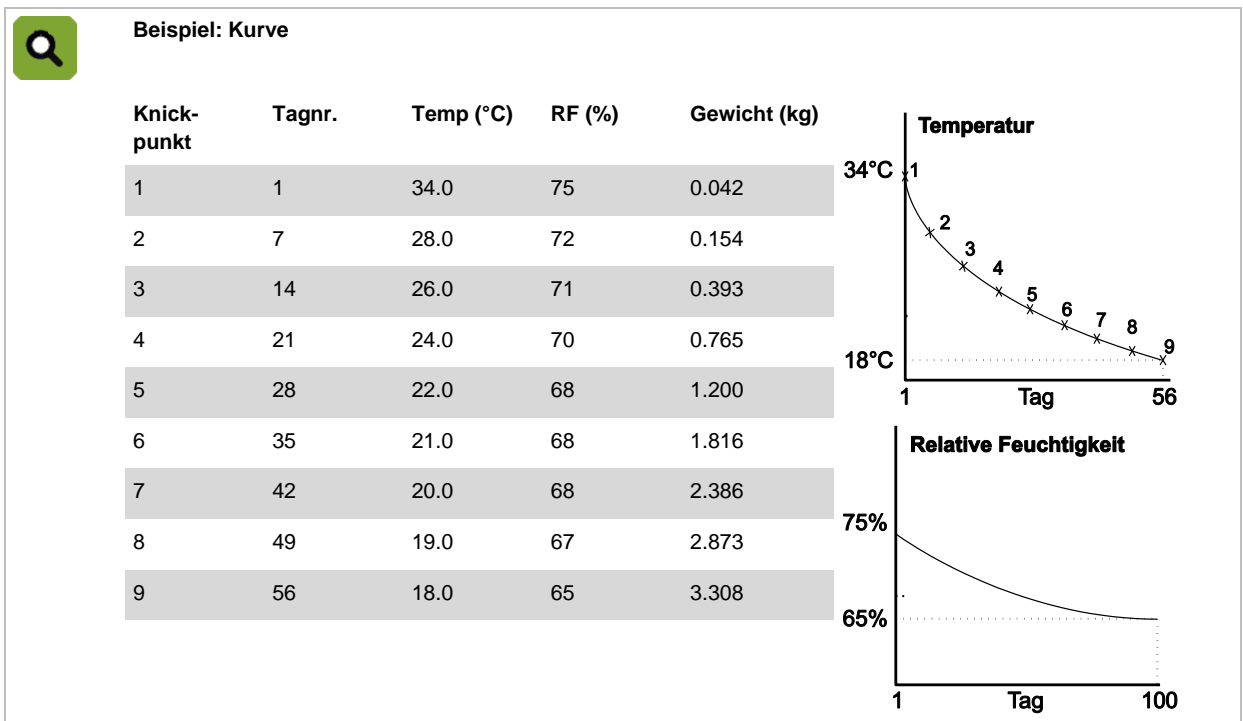 Beispiel: Kurve
Knick-
punkt Tagnr. Temp (°C) RF (%) Gewicht (kg)
1 1 34.0 75 0.042
2 7 28.0 72 0.154
3 14 26.0 71 0.393
4 21 24.0 70 0.765
5 28 22.0 68 1.200
6 35 21.0 68 1.816
7 42 20.0 68 2.386
8 49 19.0 67 2.873
9 56 18.0 65 3.308
Temperatur
34°C 1
2
3
4
5
6
7
8
9
18°C
1 Tag 56
Relative Feuchtigkeit
75%
65%
1 Tag 100